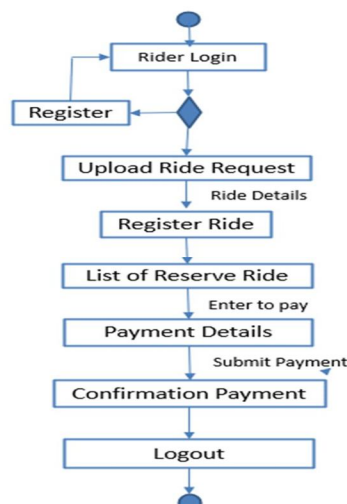 Rider Login
Register
Upload Ride Request
Ride Details
Register Ride
List of Reserve Ride
Enter to pay
Payment Details
Submit Payment
Confirmation Payment
Logout